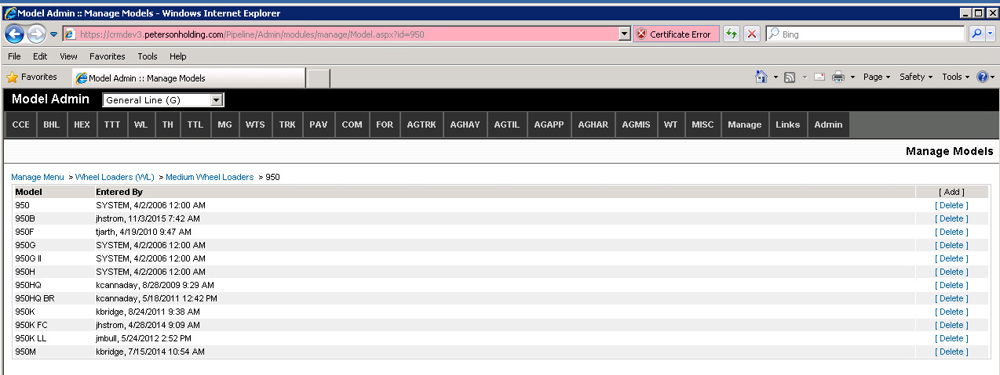 Model Admin :: Manage Models - Windows Internet Explorer
https://crmdev3.petersonholding.com/Pipeline/Admin/modules/manage/Model.aspx?id=950 Certificate Error Bing
File Edit View Favorites Tools Help
Favorites Model Admin :: Manage Models Page Safety Tools
Model Admin General Line (G)
CCE BHL HEX TTT WL TH TTL MG WTS TRK PAV COM FOR AGTRK AGHAY AGTIL AGAPP AGHAR AGMIS WT MISC Manage Links Admin
Manage Models
Manage Menu > Wheel Loaders (WL) > Medium Wheel Loaders > 950
Model Entered By [ Add ]
950 SYSTEM, 4/2/2006 12:00 AM [ Delete ]
950B jhstrom, 11/3/2015 7:42 AM [ Delete ]
950F tjarth, 4/19/2010 9:47 AM [ Delete ]
950G SYSTEM, 4/2/2006 12:00 AM [ Delete ]
950G II SYSTEM, 4/2/2006 12:00 AM [ Delete ]
950H SYSTEM, 4/2/2006 12:00 AM [ Delete ]
950HQ kcannaday, 8/28/2009 9:29 AM [ Delete ]
950HQ BR kcannaday, 5/18/2011 12:42 PM [ Delete ]
950K kbridge, 8/24/2011 9:38 AM [ Delete ]
950K FC jhstrom, 4/28/2014 9:09 AM [ Delete ]
950K LL jmbull, 5/24/2012 2:52 PM [ Delete ]
950M kbridge, 7/15/2014 10:54 AM [ Delete ]